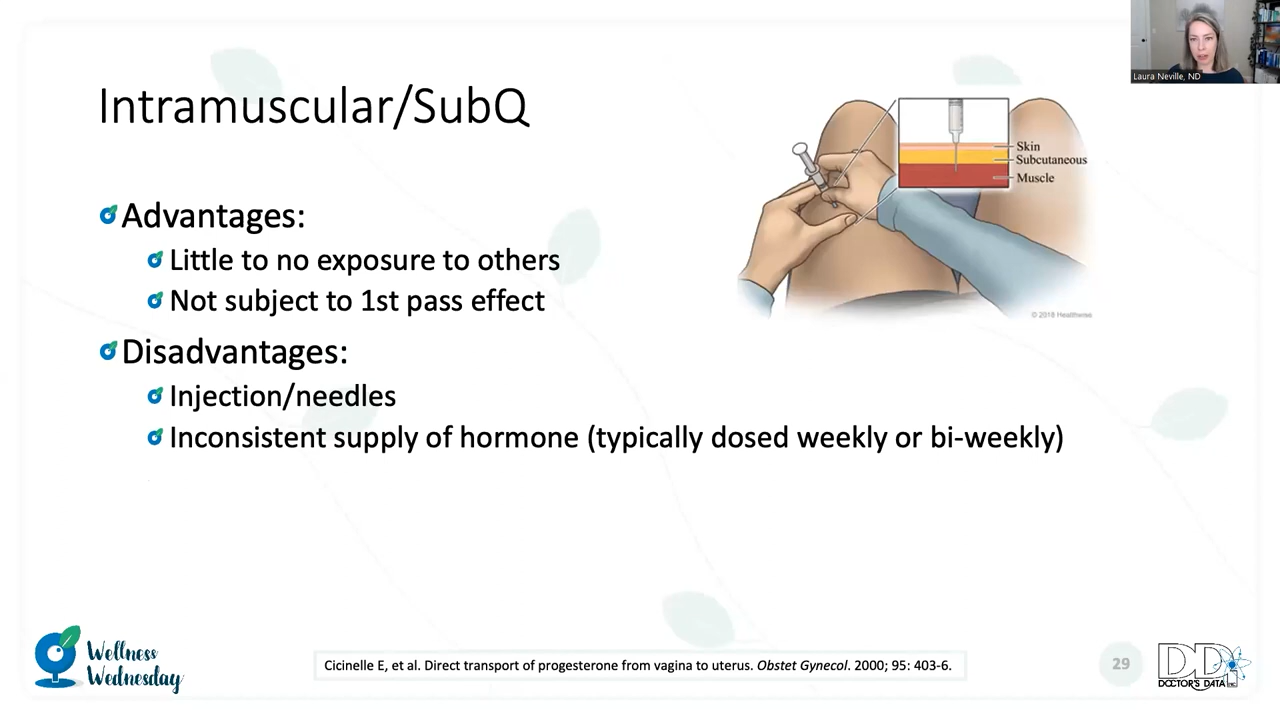 Laura Neville, ND
Intramuscular/SubQ
Skin
Subcutaneous
Muscle
© 2018 Healthwise
Advantages:
Little to no exposure to others
Not subject to 1st pass effect
Disadvantages:
Injection/needles
Inconsistent supply of hormone (typically dosed weekly or bi-weekly)
Wellness
Wednesday
Cicinelle E, et al. Direct transport of progesterone from vagina to uterus. Obstet Gynecol. 2000; 95: 403-6.
29
DDI
DOCTOR'S DATA